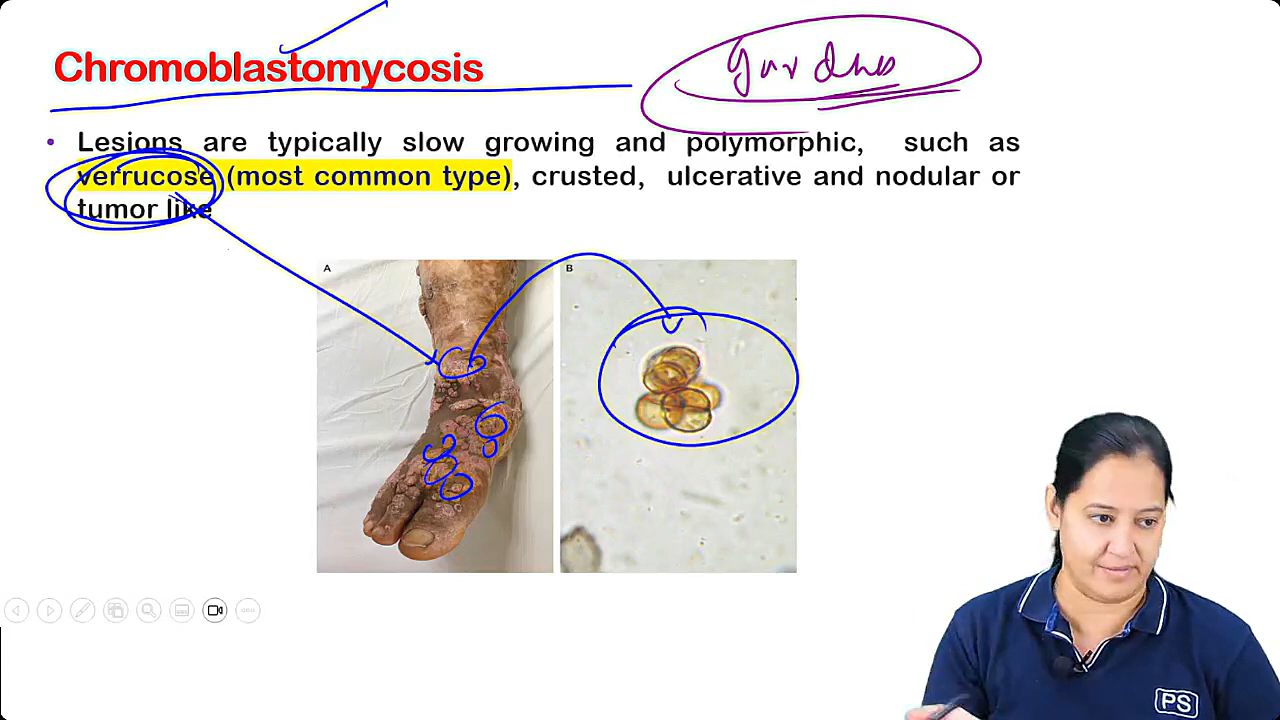 Chromoblastomycosis
• Lesions are typically slow growing and polymorphic, such as
verrucose (most common type), crusted, ulcerative and nodular or
tumor like
A
B
PS